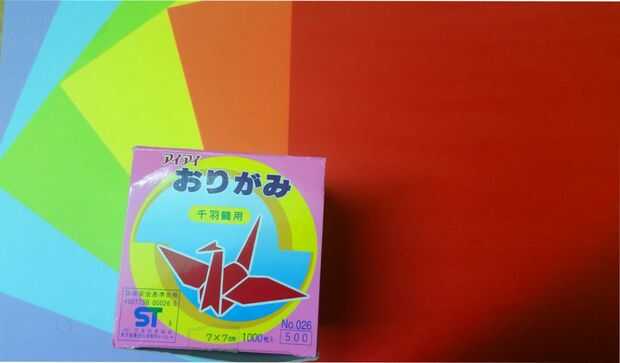 アイアイ
おりがみ
千羽鶴用
ST
No.026
7×7cm 1000枚入
500